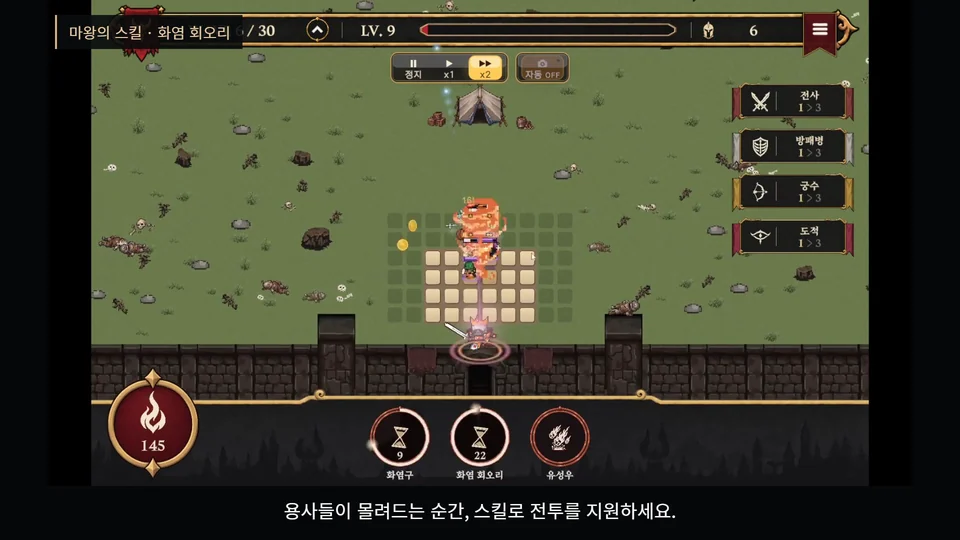 마왕의 스킬 · 화염 회오리
/ 30
LV. 9
6
정지
x1
x2
자동 OFF
전사
1 > 3
방패병
1 > 3
궁수
1 > 3
도적
1 > 3
145
9
화염구
22
화염 회오리
유성우
용사들이 몰려드는 순간, 스킬로 전투를 지원하세요.